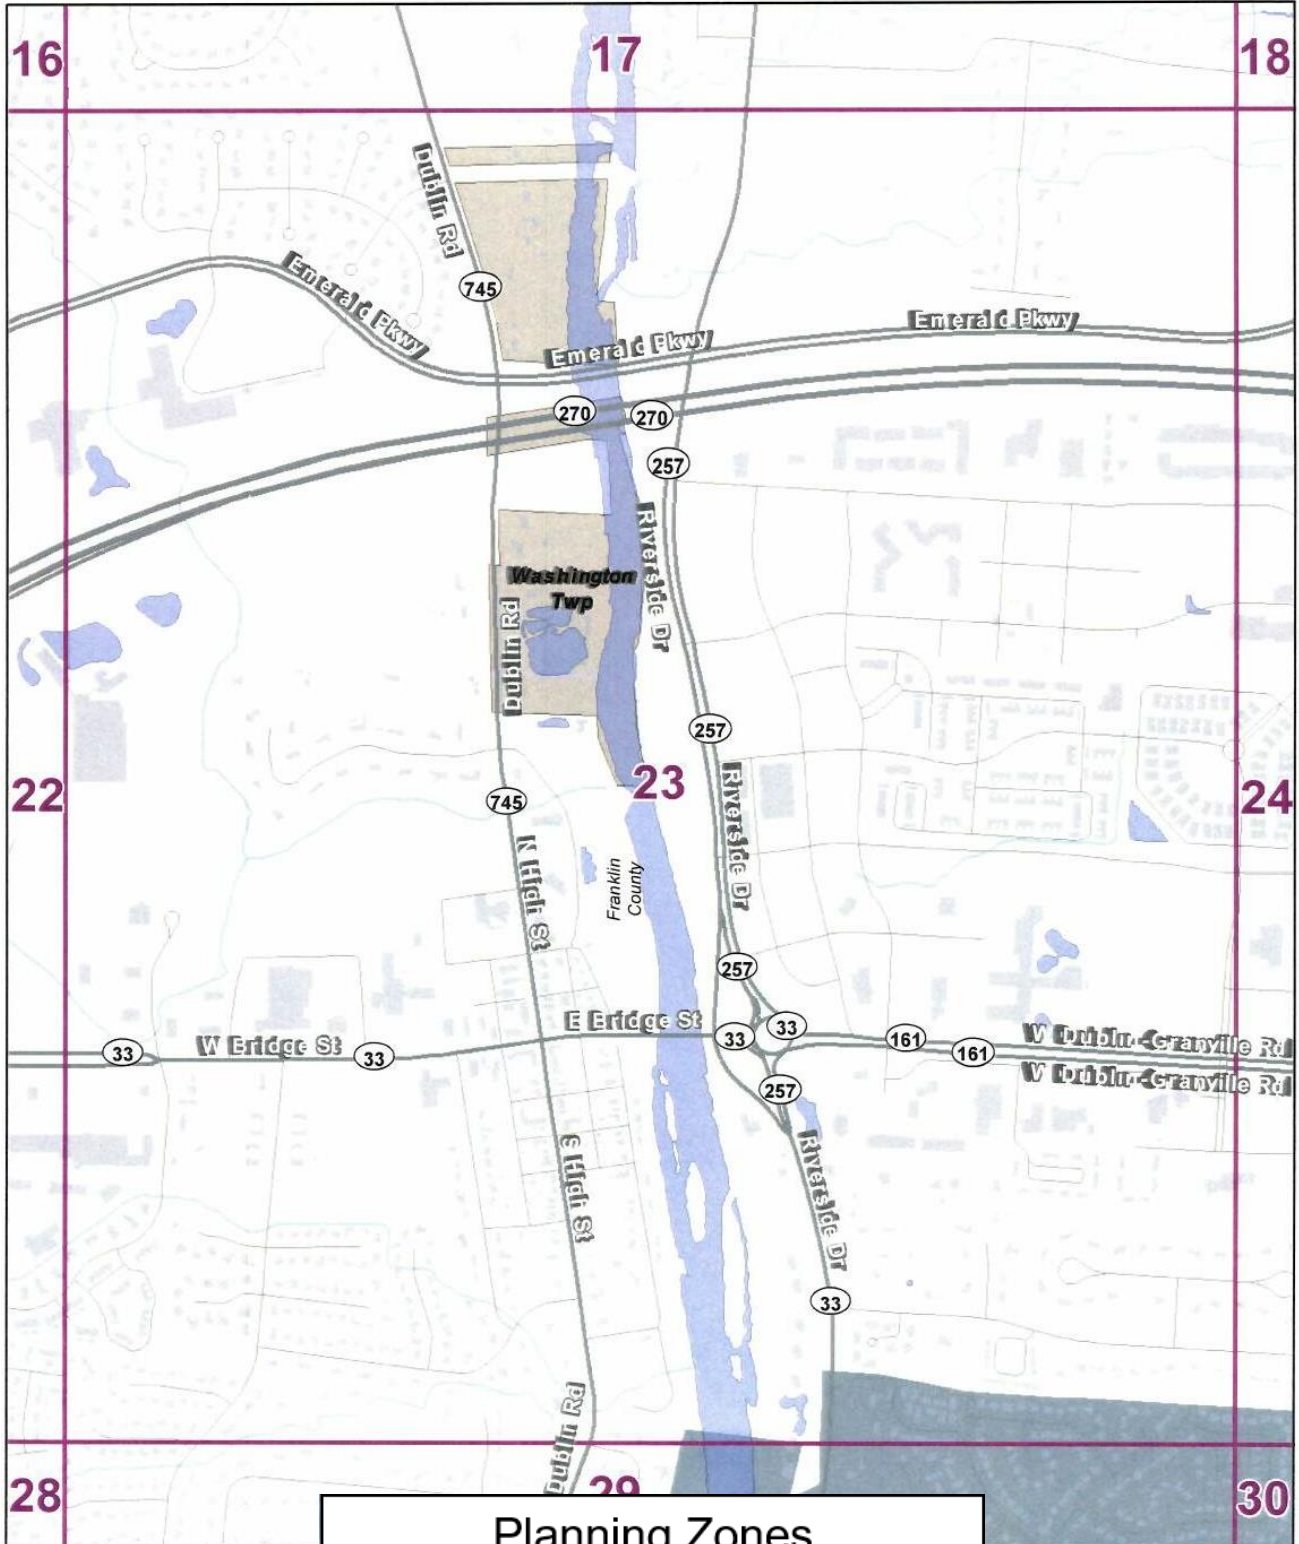 16
17
18
Dublin Rd
745
Emerald Pkwy
Emerald Pkwy
Emerald Pkwy
270
270
257
Riverside Dr
Washington
Twp
Dublin Rd
257
22
23
24
745
Riverside Dr
N High St
Franklin
County
257
E Bridge St
33
33
161
161
W Dublin-Granville Rd
W Dublin-Granville Rd
33
W Bridge St
33
257
S High St
Riverside Dr
33
Dublin Rd
28
29
30
Planning Zones